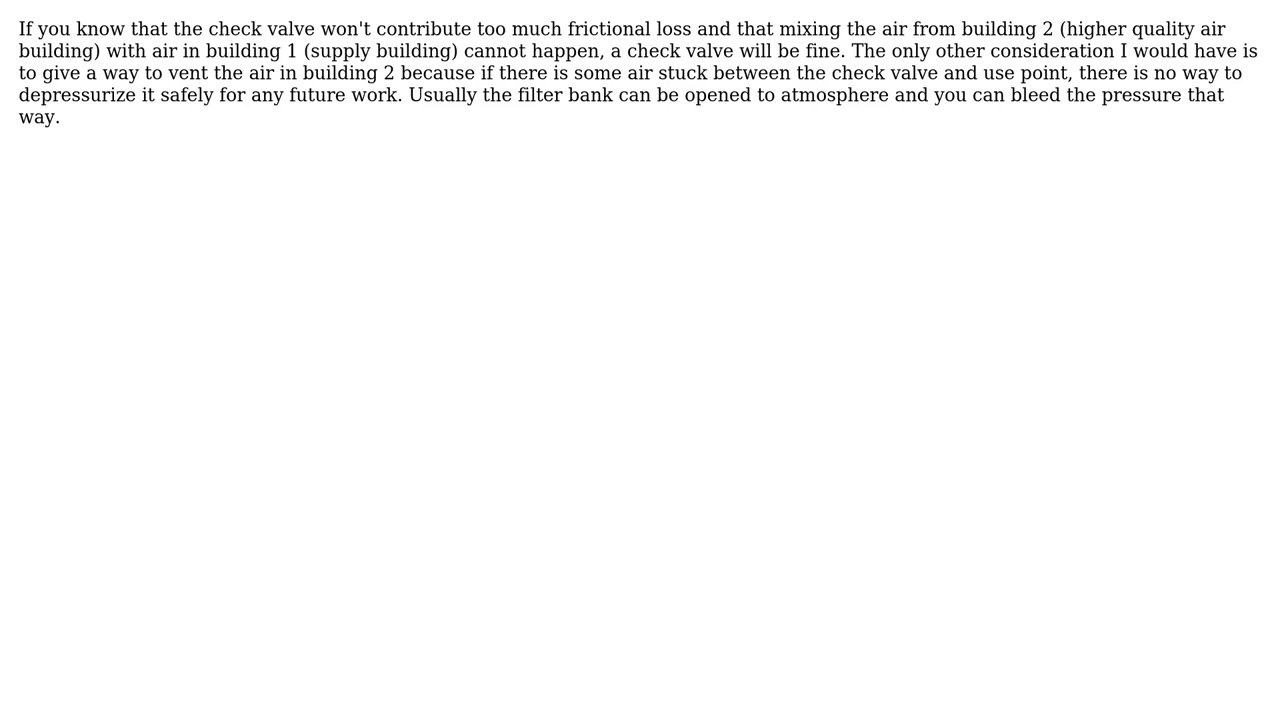 If you know that the check valve won't contribute too much frictional loss and that mixing the air from building 2 (higher quality air
building) with air in building 1 (supply building) cannot happen, a check valve will be fine. The only other consideration I would have is
to give a way to vent the air in building 2 because if there is some air stuck between the check valve and use point, there is no way to
depressurize it safely for any future work. Usually the filter bank can be opened to atmosphere and you can bleed the pressure that
way.